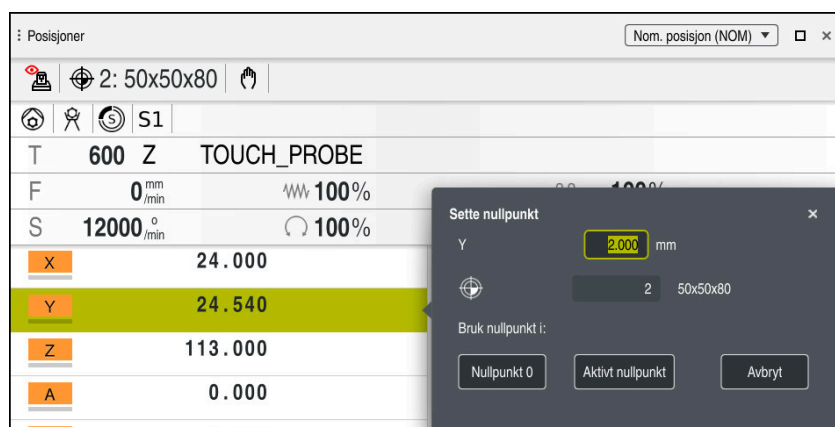 Posisjoner
Nom. posisjon (NOM)
2: 50x50x80
S S1
T 600 Z TOUCH_PROBE
F 0 mm/min 100% 100%
S 12000 °/min 100%
Sette nullpunkt
Y 2.000 mm
2 50x50x80
Bruk nullpunkt i:
Nullpunkt 0 Aktivt nullpunkt Avbryt
X 24.000
Y 24.540
Z 113.000
A 0.000